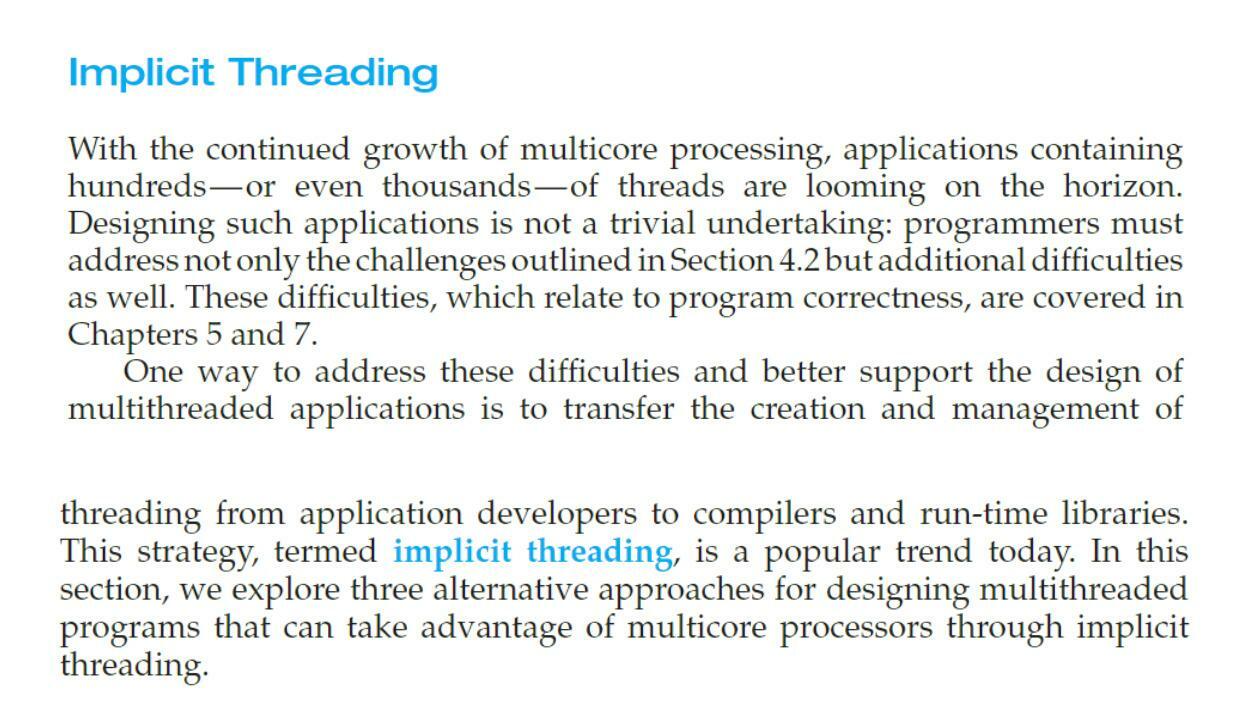 Implicit Threading
With the continued growth of multicore processing, applications containing
hundreds—or even thousands—of threads are looming on the horizon.
Designing such applications is not a trivial undertaking: programmers must
address not only the challenges outlined in Section 4.2 but additional difficulties
as well. These difficulties, which relate to program correctness, are covered in
Chapters 5 and 7.
One way to address these difficulties and better support the design of
multithreaded applications is to transfer the creation and management of
threading from application developers to compilers and run-time libraries.
This strategy, termed implicit threading, is a popular trend today. In this
section, we explore three alternative approaches for designing multithreaded
programs that can take advantage of multicore processors through implicit
threading.